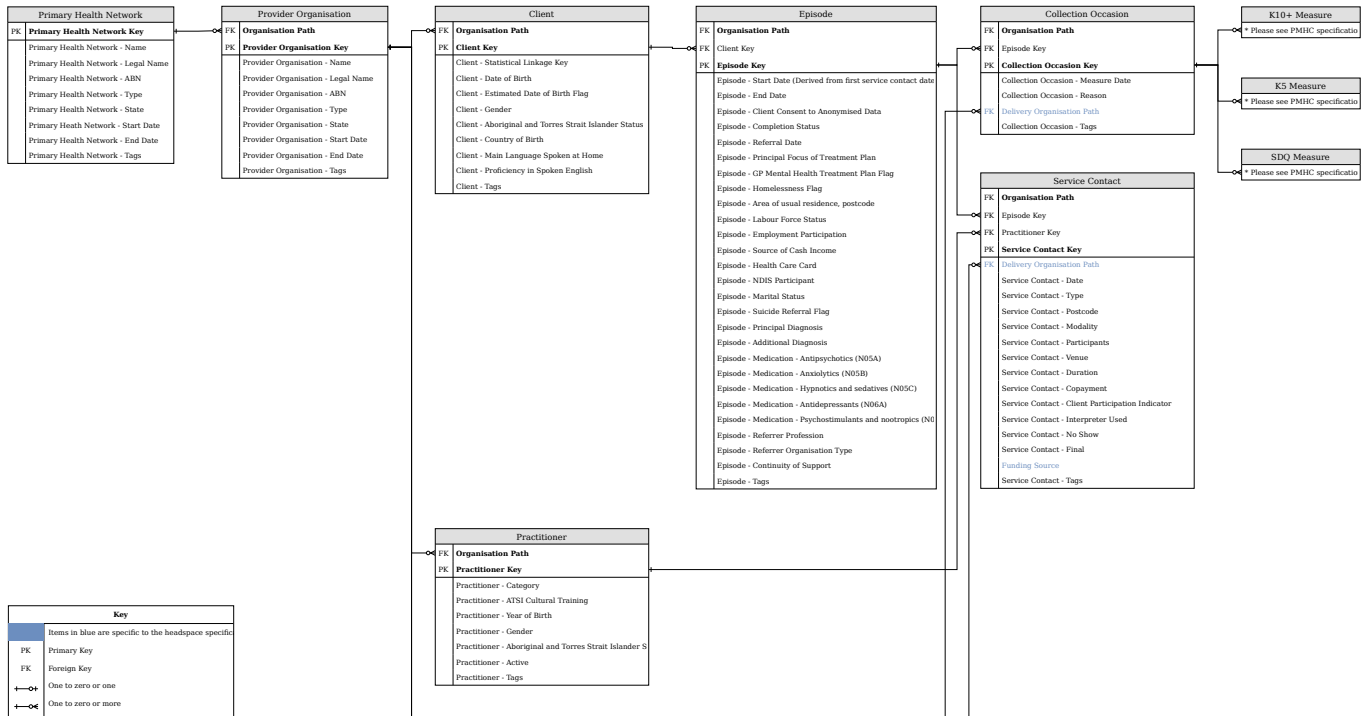 Primary Health Network
PK Primary Health Network Key
Primary Health Network - Name
Primary Health Network - Legal Name
Primary Health Network - ABN
Primary Health Network - Type
Primary Health Network - State
Primary Heath Network - Start Date
Primary Health Network - End Date
Primary Health Network - Tags
Provider Organisation
FK Organisation Path
PK Provider Organisation Key
Provider Organisation - Name
Provider Organisation - Legal Name
Provider Organisation - ABN
Provider Organisation - Type
Provider Organisation - State
Provider Organisation - Start Date
Provider Organisation - End Date
Provider Organisation - Tags
Client
FK Organisation Path
PK Client Key
Client - Statistical Linkage Key
Client - Date of Birth
Client - Estimated Date of Birth Flag
Client - Gender
Client - Aboriginal and Torres Strait Islander Status
Client - Country of Birth
Client - Main Language Spoken at Home
Client - Proficiency in Spoken English
Client - Tags
Episode
FK Organisation Path
FK Client Key
PK Episode Key
Episode - Start Date (Derived from first service contact date
Episode - End Date
Episode - Client Consent to Anonymised Data
Episode - Completion Status
Episode - Referral Date
Episode - Principal Focus of Treatment Plan
Episode - GP Mental Health Treatment Plan Flag
Episode - Homelessness Flag
Episode - Area of usual residence, postcode
Episode - Labour Force Status
Episode - Employment Participation
Episode - Source of Cash Income
Episode - Health Care Card
Episode - NDIS Participant
Episode - Marital Status
Episode - Suicide Referral Flag
Episode - Principal Diagnosis
Episode - Additional Diagnosis
Episode - Medication - Antipsychotics (N05A)
Episode - Medication - Anxiolytics (N05B)
Episode - Medication - Hypnotics and sedatives (N05C)
Episode - Medication - Antidepressants (N06A)
Episode - Medication - Psychostimulants and nootropics (N0
Episode - Referrer Profession
Episode - Referrer Organisation Type
Episode - Continuity of Support
Episode - Tags
Collection Occasion
FK Organisation Path
FK Episode Key
PK Collection Occasion Key
Collection Occasion - Measure Date
Collection Occasion - Reason
FK Delivery Organisation Path
Collection Occasion - Tags
K10+ Measure
* Please see PMHC specificatio
K5 Measure
* Please see PMHC specificatio
SDQ Measure
* Please see PMHC specificatio
Service Contact
FK Organisation Path
FK Episode Key
FK Practitioner Key
PK Service Contact Key
FK Delivery Organisation Path
Service Contact - Date
Service Contact - Type
Service Contact - Postcode
Service Contact - Modality
Service Contact - Participants
Service Contact - Venue
Service Contact - Duration
Service Contact - Copayment
Service Contact - Client Participation Indicator
Service Contact - Interpreter Used
Service Contact - No Show
Service Contact - Final
Funding Source
Service Contact - Tags
Practitioner
FK Organisation Path
PK Practitioner Key
Practitioner - Category
Practitioner - ATSI Cultural Training
Practitioner - Year of Birth
Practitioner - Gender
Practitioner - Aboriginal and Torres Strait Islander S
Practitioner - Active
Practitioner - Tags
Key
Items in blue are specific to the headspace specific
PK Primary Key
FK Foreign Key
One to zero or one
One to zero or more